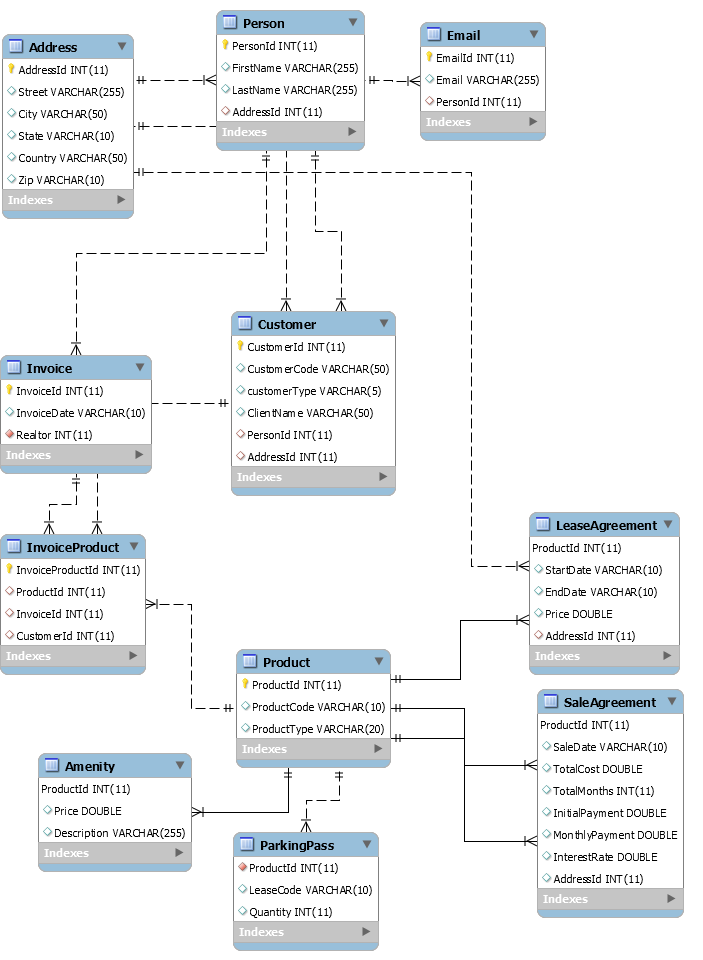 Address
AddressId INT(11)
Street VARCHAR(255)
City VARCHAR(50)
State VARCHAR(10)
Country VARCHAR(50)
Zip VARCHAR(10)
Indexes
Person
PersonId INT(11)
FirstName VARCHAR(255)
LastName VARCHAR(255)
AddressId INT(11)
Indexes
Email
EmailId INT(11)
Email VARCHAR(255)
PersonId INT(11)
Indexes
Invoice
InvoiceId INT(11)
InvoiceDate VARCHAR(10)
Realtor INT(11)
Indexes
Customer
CustomerId INT(11)
CustomerCode VARCHAR(50)
customerType VARCHAR(5)
ClientName VARCHAR(50)
PersonId INT(11)
AddressId INT(11)
Indexes
InvoiceProduct
InvoiceProductId INT(11)
ProductId INT(11)
InvoiceId INT(11)
CustomerId INT(11)
Indexes
LeaseAgreement
ProductId INT(11)
StartDate VARCHAR(10)
EndDate VARCHAR(10)
Price DOUBLE
AddressId INT(11)
Indexes
Product
ProductId INT(11)
ProductCode VARCHAR(10)
ProductType VARCHAR(20)
Indexes
SaleAgreement
ProductId INT(11)
SaleDate VARCHAR(10)
TotalCost DOUBLE
TotalMonths INT(11)
InitialPayment DOUBLE
MonthlyPayment DOUBLE
InterestRate DOUBLE
AddressId INT(11)
Indexes
Amenity
ProductId INT(11)
Price DOUBLE
Description VARCHAR(255)
Indexes
ParkingPass
ProductId INT(11)
LeaseCode VARCHAR(10)
Quantity INT(11)
Indexes